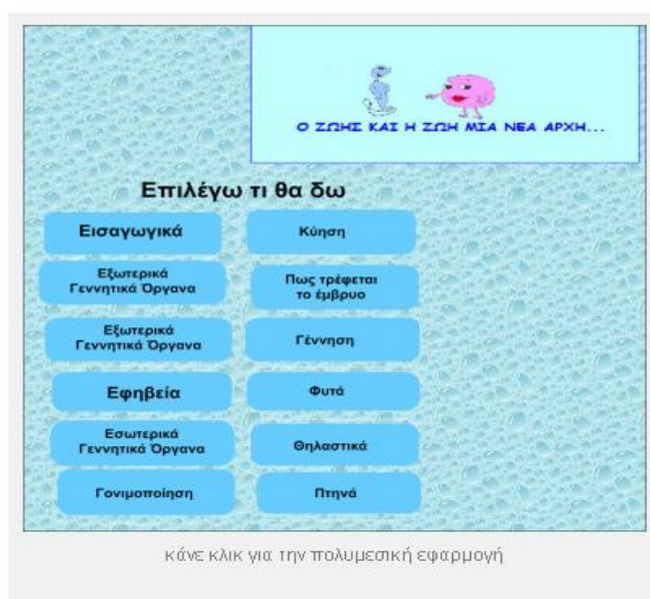 Ο ΖΩΗΣ ΚΑΙ Η ΖΩΗ ΜΙΑ ΝΕΑ ΑΡΧΗ...
Επιλέγω τι θα δω
Εισαγωγικά
Κύηση
Εξωτερικά
Γεννητικά Όργανα
Πως τρέφεται
το έμβρυο
Εξωτερικά
Γεννητικά Όργανα
Γέννηση
Εφηβεία
Φυτά
Εσωτερικά
Γεννητικά Όργανα
Θηλαστικά
Γονιμοποίηση
Πτηνά
κάνε κλικ για την πολυμεσική εφαρμογή